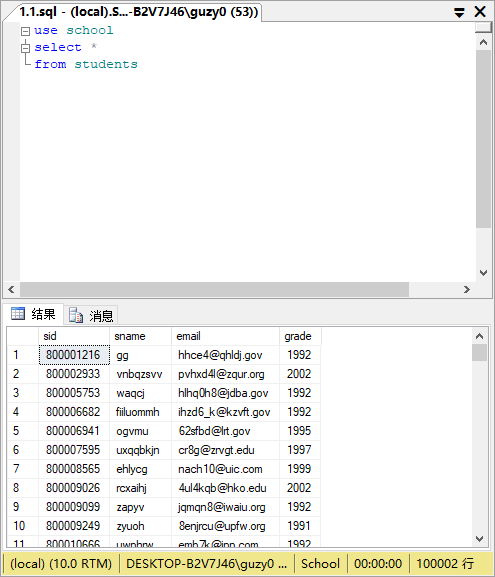 1.1.sql - (local).S...-B2V7J46\guzy0 (53))
use school
select *
from students
结果 消息
sid sname email grade
1 800001216 gg hhce4@qhldj.gov 1992
2 800002933 vnbqzsvv pvhxd4l@zqur.org 2002
3 800005753 waqcj hlhq0h8@jdba.gov 1992
4 800006682 fiiluommh ihzd6_k@kzvft.gov 1992
5 800006941 ogvmu 62sfbd@lrt.gov 1995
6 800007595 uxqqbkjn cr8g@zrvgt.edu 1997
7 800008565 ehlycg nach10@uic.com 1999
8 800009026 rcxaihj 4ul4kqb@hko.edu 2002
9 800009099 zapyv jqmqn8@iwaiu.org 1992
10 800009249 zyuoh 8enjrcu@upfw.org 1991
11 800010666 1992
(local) (10.0 RTM) DESKTOP-B2V7J46\guzy0 ... School 00:00:00 100002 行